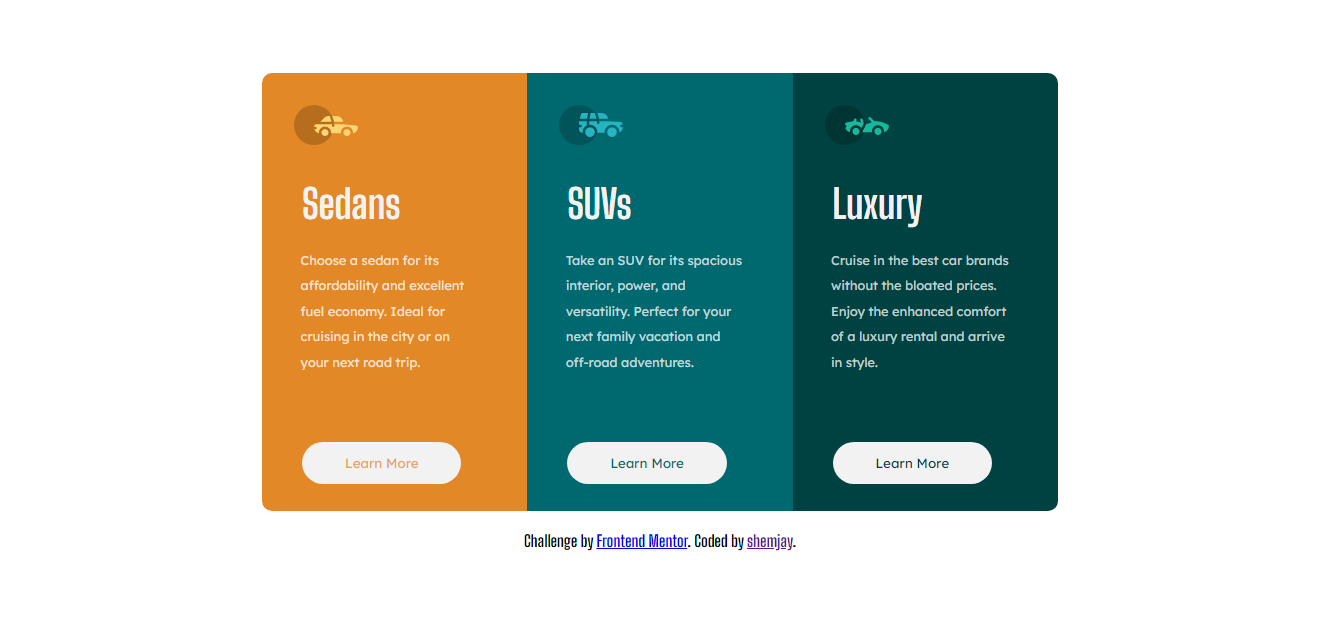 Sedans
Choose a sedan for its
affordability and excellent
fuel economy. Ideal for
cruising in the city or on
your next road trip.
Learn More
SUVs
Take an SUV for its spacious
interior, power, and
versatility. Perfect for your
next family vacation and
off-road adventures.
Learn More
Luxury
Cruise in the best car brands
without the bloated prices.
Enjoy the enhanced comfort
of a luxury rental and arrive
in style.
Learn More
Challenge by Frontend Mentor. Coded by shemjay.